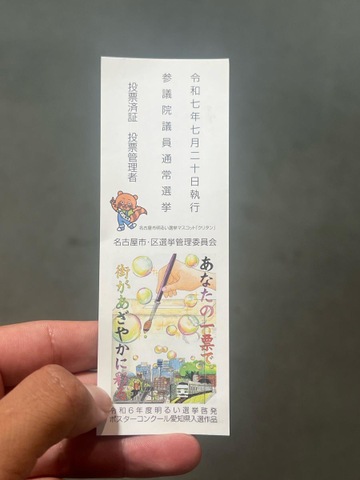 令和七年七月二十日執行
参議院議員通常選挙
投票済証 投票管理者
名古屋市明るい選挙マスコット「クリタン」
名古屋市・区選挙管理委員会
あなたの一票で
街があざやかに
令和6年度明るい選挙啓発
ポスターコンクール愛知県入選作品